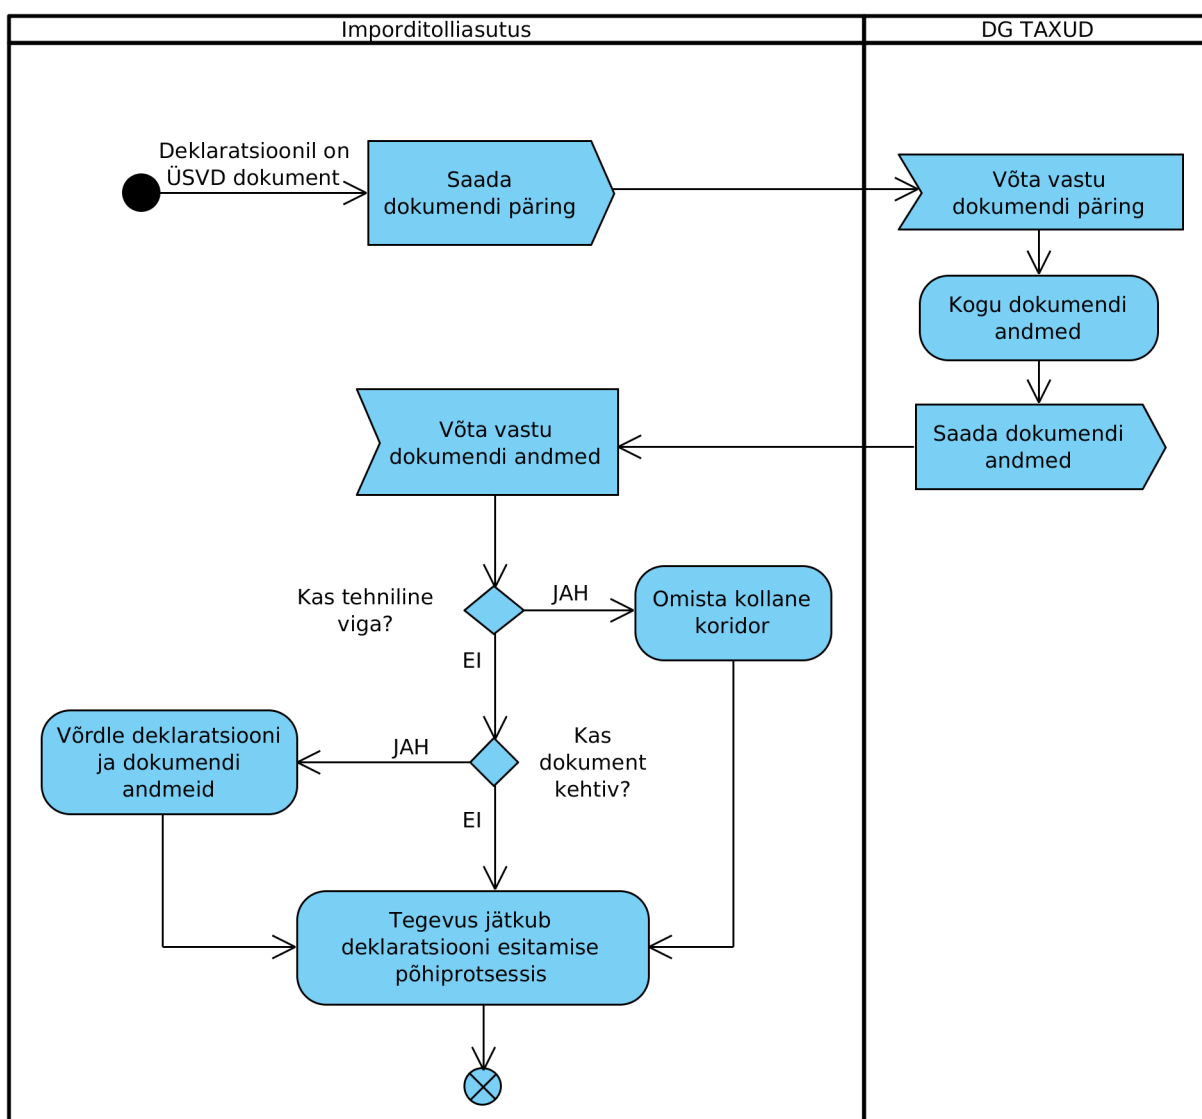 Imporditolliasutus
DG TAXUD
Deklaratsioonil on
ÜSVD dokument
Saada
dokumendi päring
Võta vastu
dokumendi päring
Kogu dokumendi
andmed
Saada dokumendi
andmed
Võta vastu
dokumendi andmed
Kas tehniline
viga?
JAH
Omista kollane
koridor
EI
Kas
dokument
kehtiv?
JAH
Võrdle deklaratsiooni
ja dokumendi
andmeid
EI
Tegevus jätkub
deklaratsiooni esitamise
põhiprotsessis